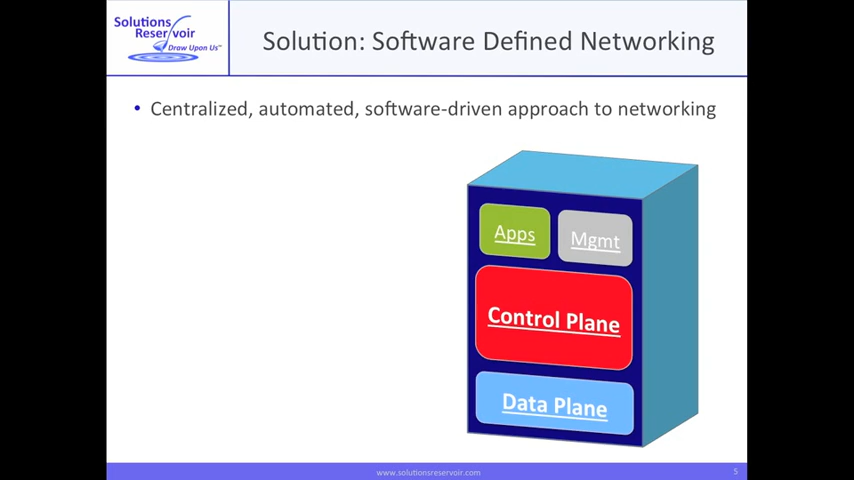 Solutions
Reservoir
Draw Upon Us™
Solution: Software Defined Networking
• Centralized, automated, software-driven approach to networking
Apps
Mgmt
Control Plane
Data Plane
www.solutionsreservoir.com
5